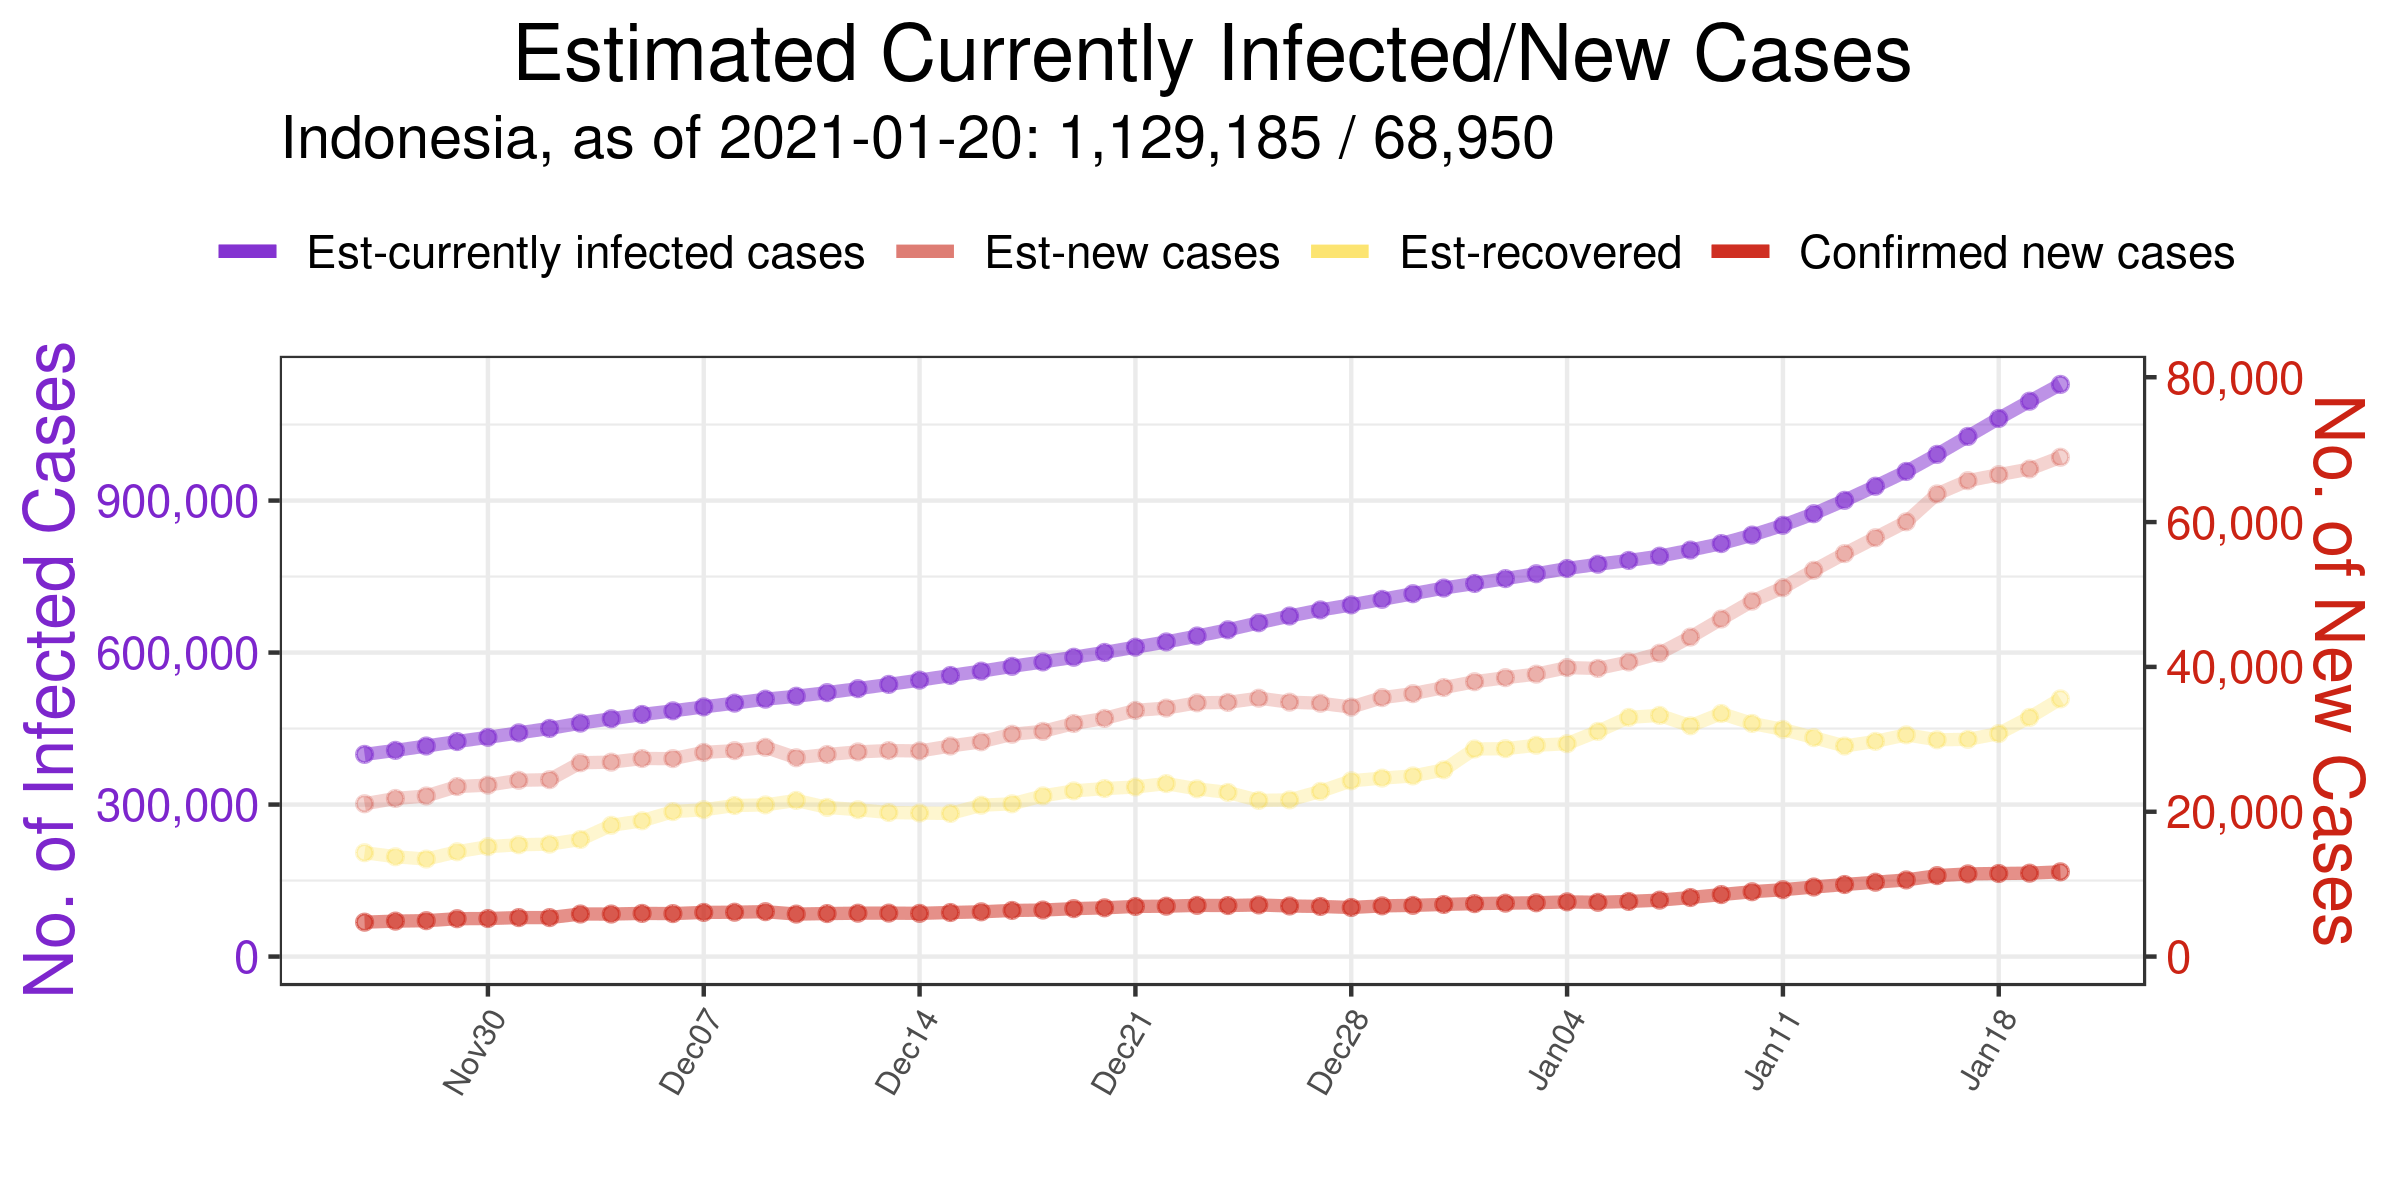 Estimated Currently Infected/New Cases
Indonesia, as of 2021-01-20: 1,129,185 / 68,950
Est-currently infected cases Est-new cases Est-recovered Confirmed new cases
No. of Infected Cases
900,000
600,000
300,000
0
80,000
60,000
40,000
20,000
0
No. of New Cases
Nov30 Dec07 Dec14 Dec21 Dec28 Jan04 Jan11 Jan18